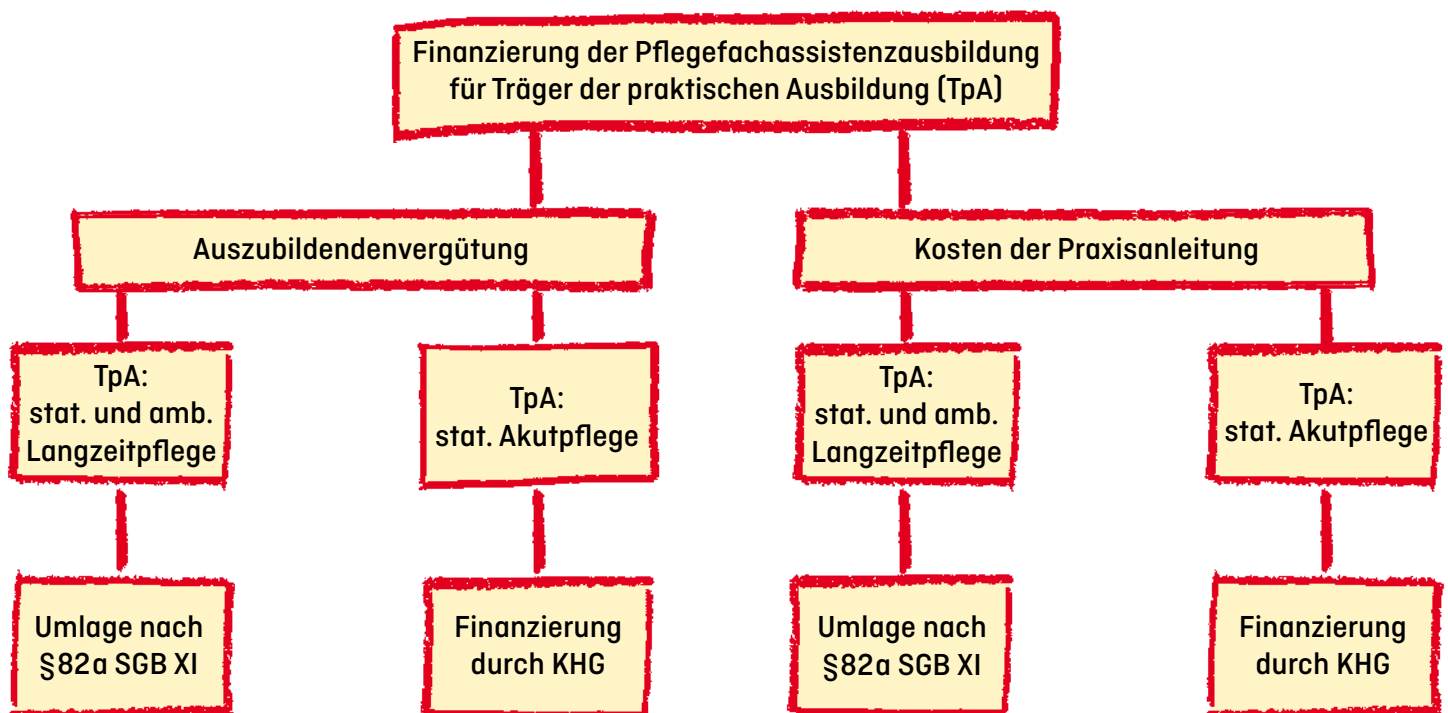 Finanzierung der Pflegefachassistenzausbildung
für Träger der praktischen Ausbildung (TpA)
Auszubildendenvergütung
Kosten der Praxisanleitung
TpA:
stat. und amb.
Langzeitpflege
TpA:
stat. Akutpflege
TpA:
stat. und amb.
Langzeitpflege
TpA:
stat. Akutpflege
Umlage nach
§82a SGB XI
Finanzierung
durch KHG
Umlage nach
§82a SGB XI
Finanzierung
durch KHG